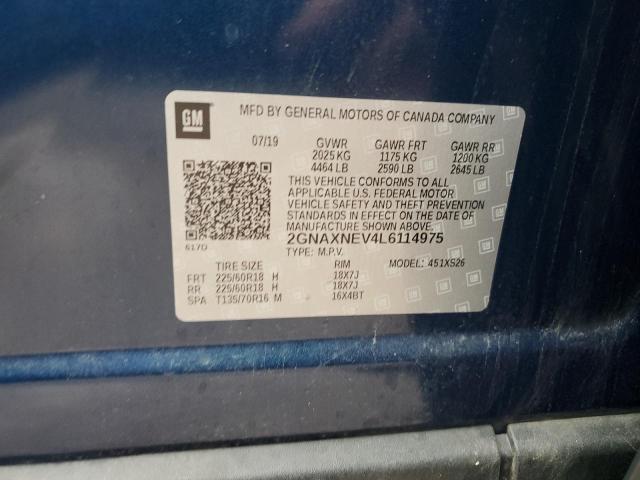 GM
MFD BY GENERAL MOTORS OF CANADA COMPANY
07/19 GVWR GAWR FRT GAWR RR
2025 KG 1175 KG 1200 KG
4464 LB 2590 LB 2645 LB
THIS VEHICLE CONFORMS TO ALL
APPLICABLE U.S. FEDERAL MOTOR
VEHICLE SAFETY AND THEFT PREVENTION
STANDARDS IN EFFECT ON THE DATE OF
MANUFACTURE SHOWN ABOVE.
617D 2GNAXNEV4L6114975
TYPE: M.P.V. MODEL: 451XS26
TIRE SIZE RIM
FRT 225/60R18 H 18X7J
RR 225/60R18 H 18X7J
SPA T135/70R16 M 16X4BT